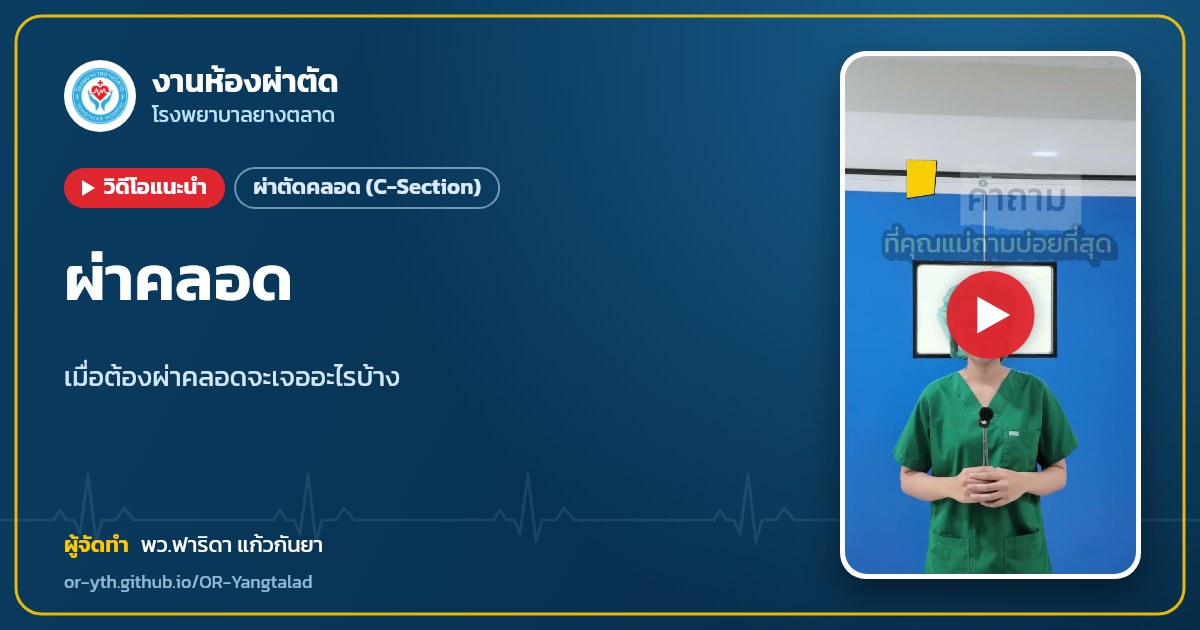 งานห้องผ่าตัด
โรงพยาบาลยางตลาด
วิดีโอแนะนำ
ผ่าตัดคลอด (C-Section)
ผ่าคลอด
เมื่อต้องผ่าคลอดจะเจออะไรบ้าง
ผู้จัดทำ พว.ฟาริดา แก้วกันยา
or-yth.github.io/OR-Yangtalad
คำถาม
ที่คุณแม่ถามบ่อยที่สุด